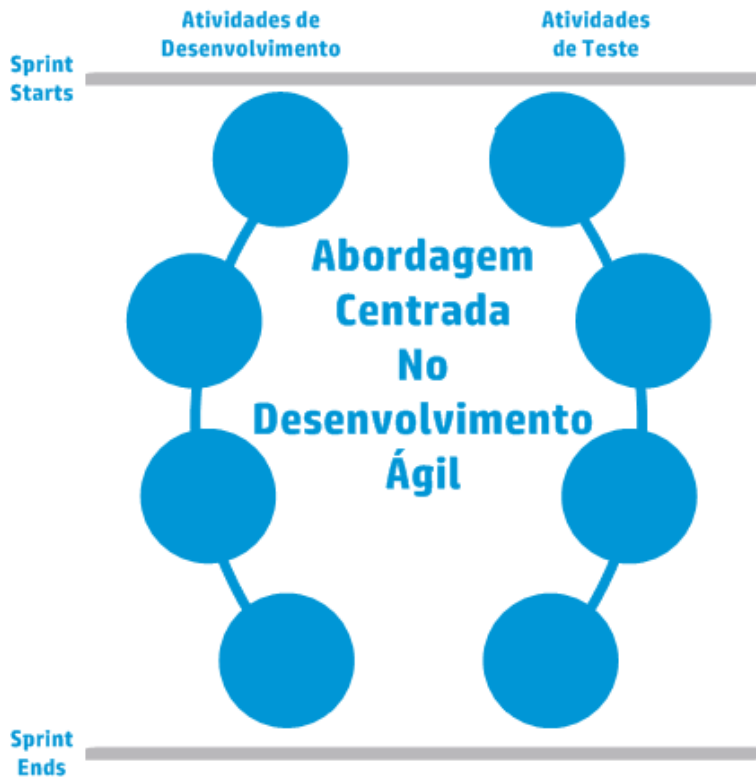 Atividades de
Desenvolvimento
Atividades
de Teste
Sprint
Starts
Abordagem
Centrada
No
Desenvolvimento
Ágil
Sprint
Ends